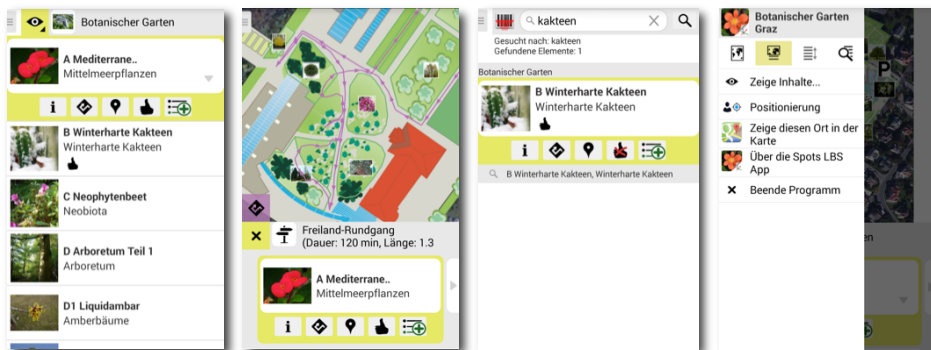 Botanischer Garten
A Mediterrane..
Mittelmeerpflanzen
i
B Winterharte Kakteen
Winterharte Kakteen
C Neophytenbeet
Neobiota
D Arboretum Teil 1
Arboretum
D1 Liquidambar
Amberbäume
Freiland-Rundgang
(Dauer: 120 min, Länge: 1.3
A Mediterrane..
Mittelmeerpflanzen
i
kakteen
Gesucht nach: kakteen
Gefundene Elemente: 1
Botanischer Garten
B Winterharte Kakteen
Winterharte Kakteen
i
B Winterharte Kakteen, Winterharte Kakteen
Botanischer Garten
Graz
P
Zeige Inhalte...
Positionierung
Zeige diesen Ort in der
Karte
Über die Spots LBS
App
Beende Programm
en